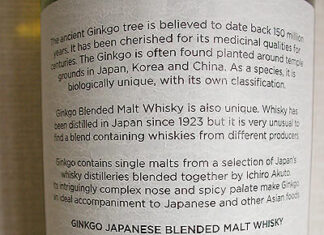 The ancient Ginkgo tree is believed to date back 150 million
years. It has been cherished for its medicinal qualities for
centuries. The Ginkgo is often found planted around temple
grounds in Japan, Korea and China. As a species, it is
biologically unique, with its own classification.
Ginkgo Blended Malt Whisky is also unique. Whisky has
been distilled in Japan since 1923 but it is very unusual to
find a blend containing whiskies from different producers
Ginkgo contains single malts from a selection of Japan's
whisky distilleries blended together by Ichiro Akuto.
Its intriguingly complex nose and spicy palate make Ginkgo
an ideal accompaniment to Japanese and other Asian foods.
GINKGO JAPANESE BLENDED MALT WHISKY